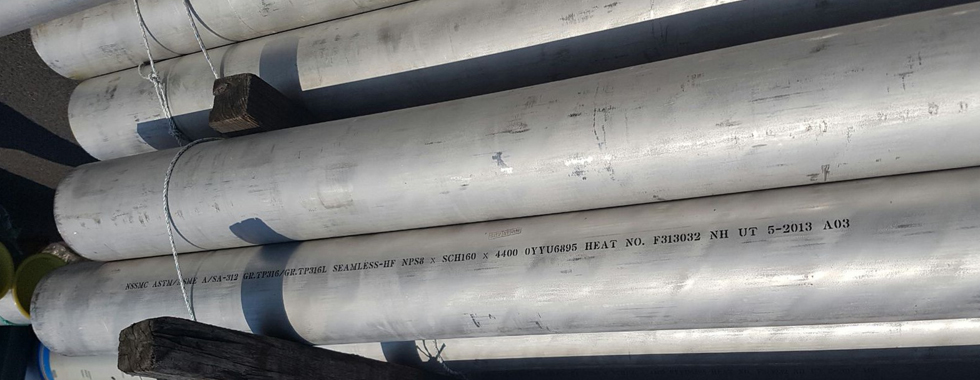 NSSMC ASTM/ASME A/SA-312 GR.TP316/GR.TP316L SEAMLESS-HF NPS8 x SCH160 x 4400 0YYU6895 HEAT NO. F313032 NH UT 5-2013 A03